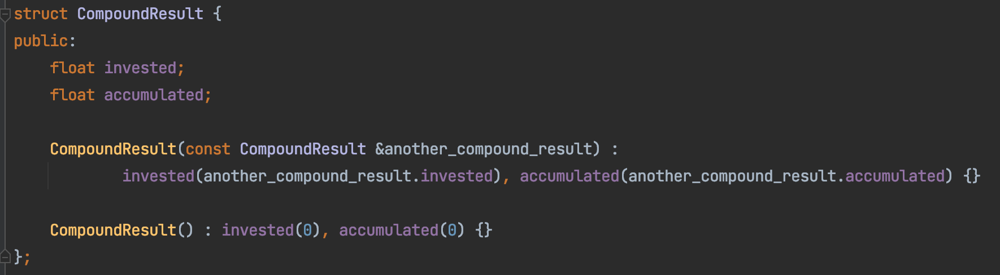 struct CompoundResult {
public:
    float invested;
    float accumulated;

    CompoundResult(const CompoundResult &another_compound_result) :
            invested(another_compound_result.invested), accumulated(another_compound_result.accumulated) {}

    CompoundResult() : invested(0), accumulated(0) {}
};